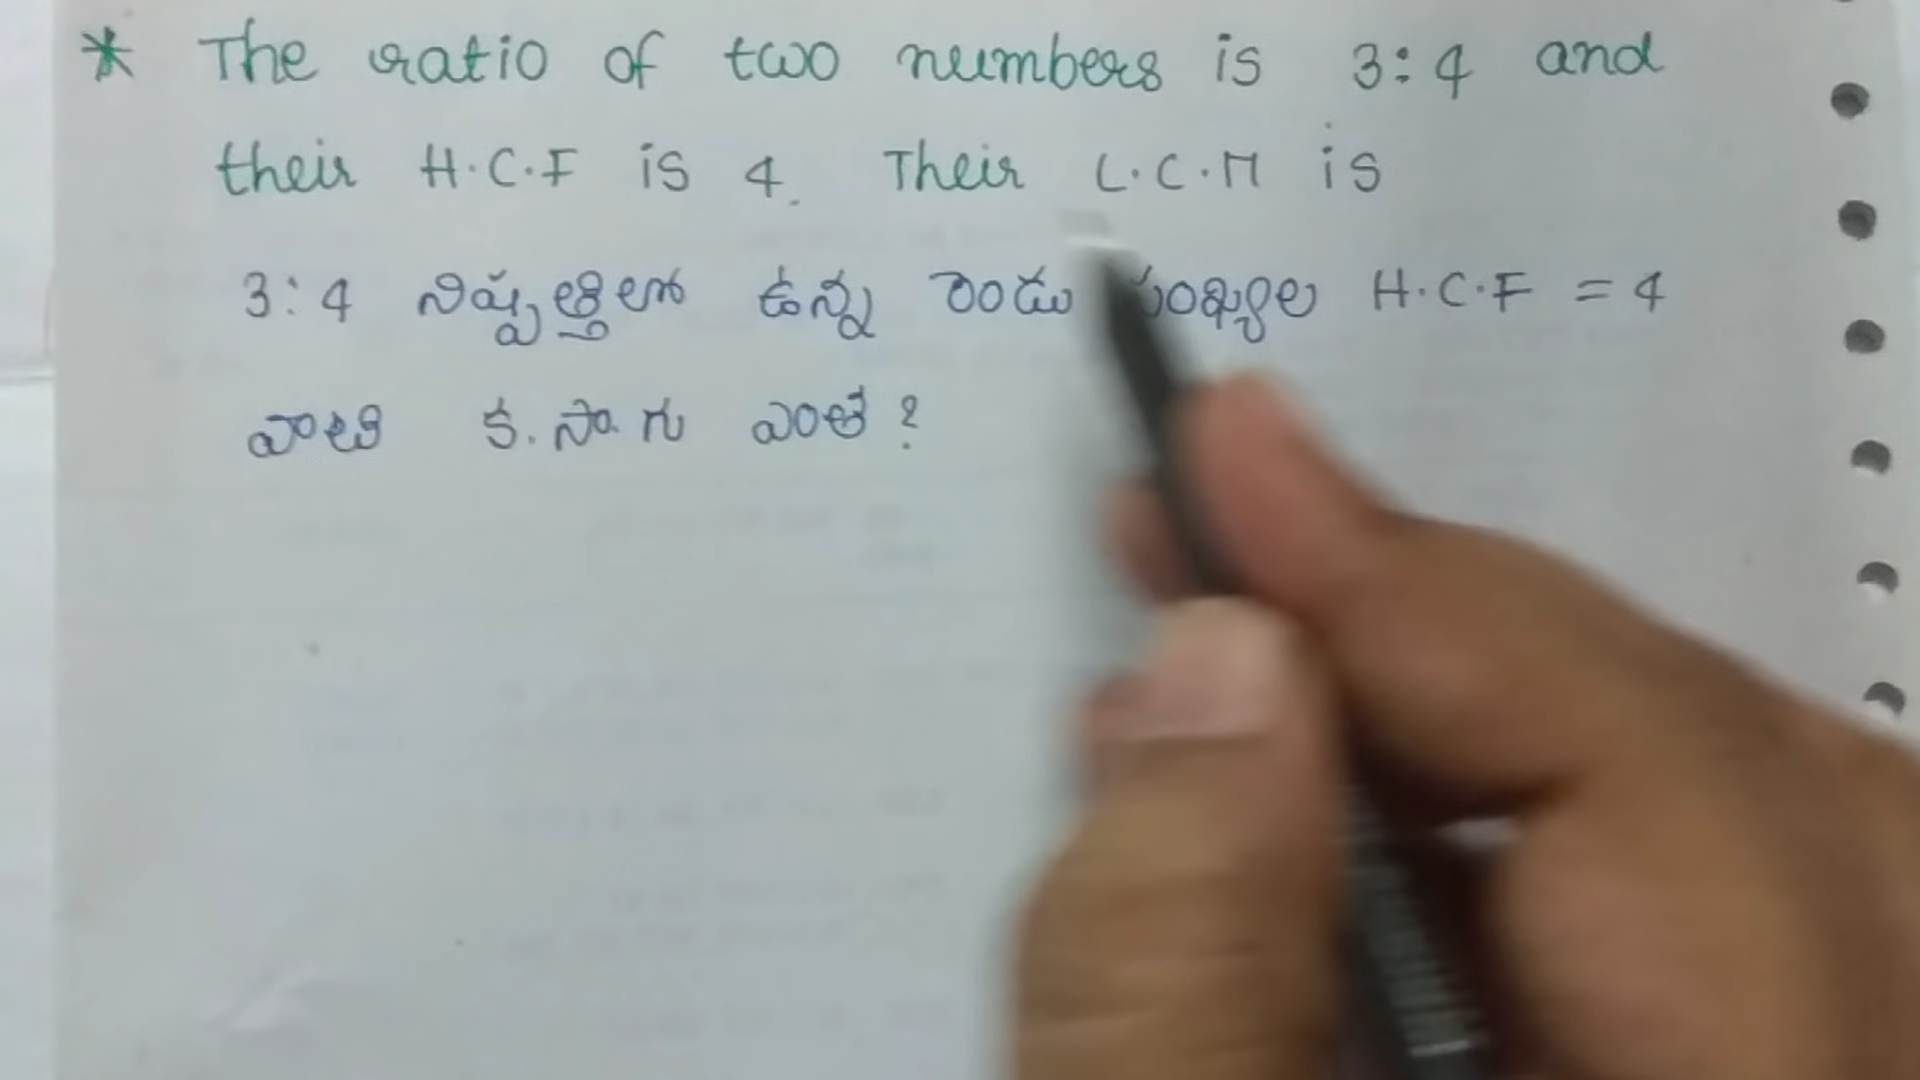 * The ratio of two numbers is 3:4 and
their H.C.F is 4. Their L.C.M is
3:4 నిష్పత్తిలో ఉన్న రెండు సంఖ్యల H.C.F = 4
వాటి క.సా.గు ఎంత?